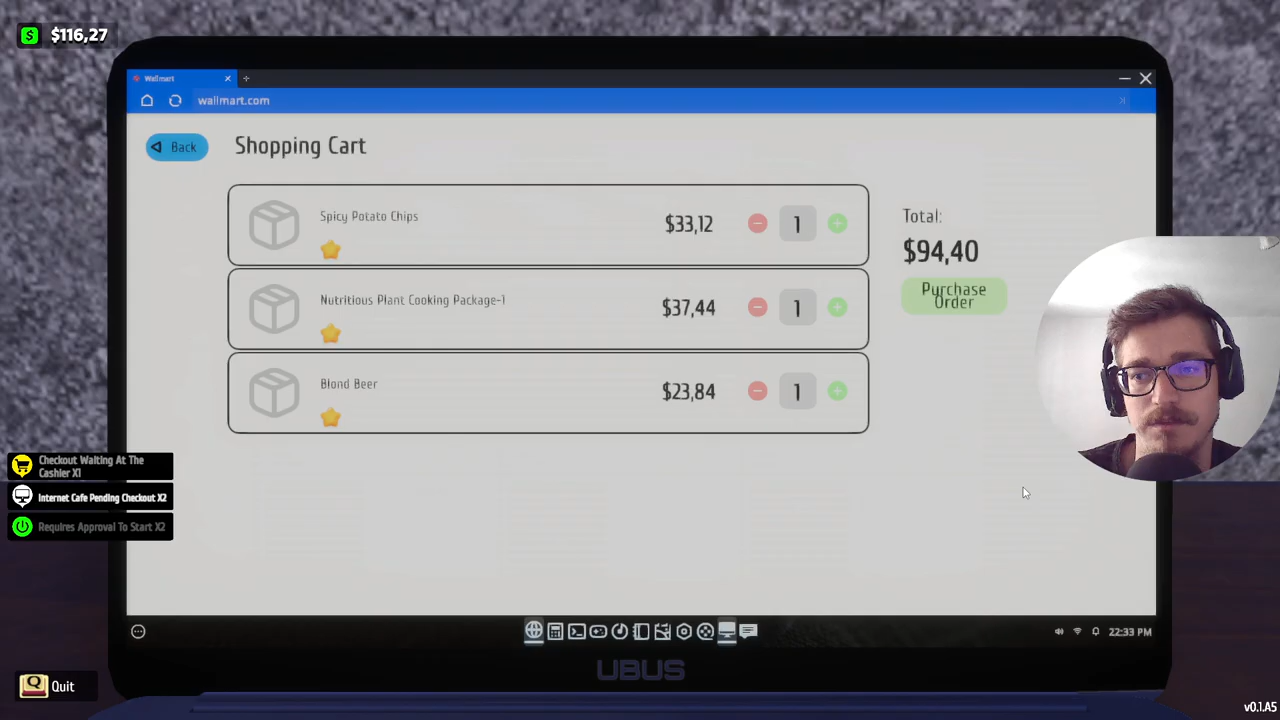 $ $116,27
Wallmart
wallmart.com
Back
Shopping Cart
Spicy Potato Chips
$33,12
1
Nutritious Plant Cooking Package-1
$37,44
1
Blond Beer
$23,84
1
Total:
$94,40
Purchase
Order
Checkout Waiting At The
Cashier X1
Internet Cafe Pending Checkout X2
Requires Approval To Start X2
22:33 PM
UBUS
Q Quit
v0.1.A5